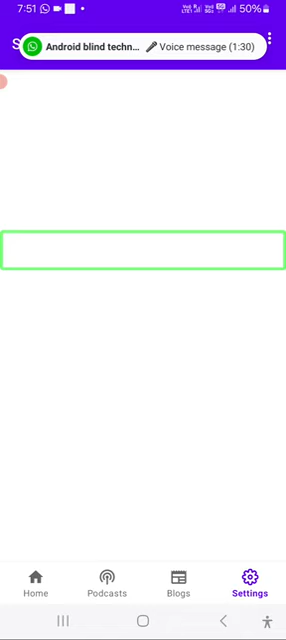 7:51 50%
S
Android blind techn... Voice message (1:30)
Home Podcasts Blogs Settings